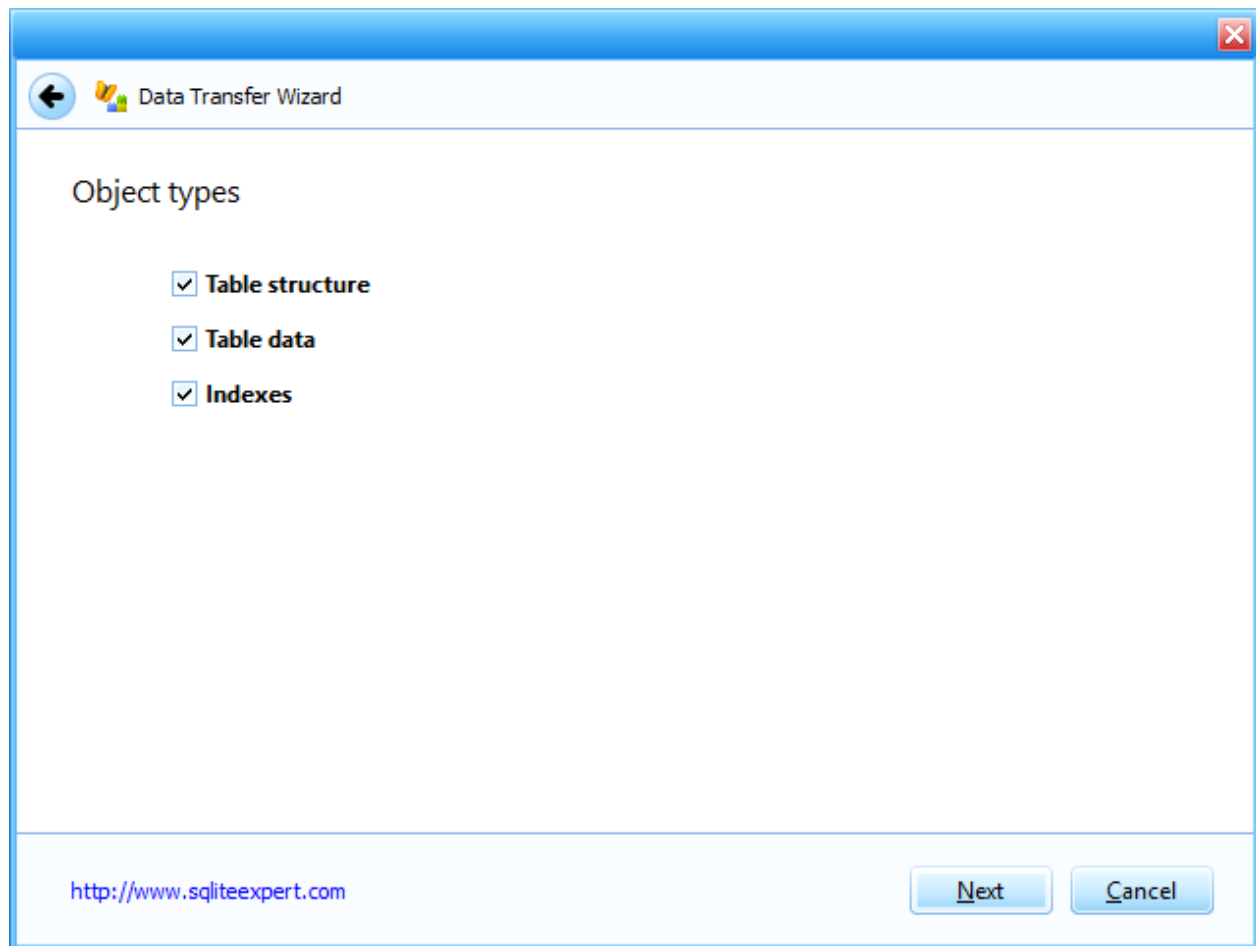 Data Transfer Wizard
Object types
Table structure
Table data
Indexes
http://www.sqliteexpert.com
Next
Cancel